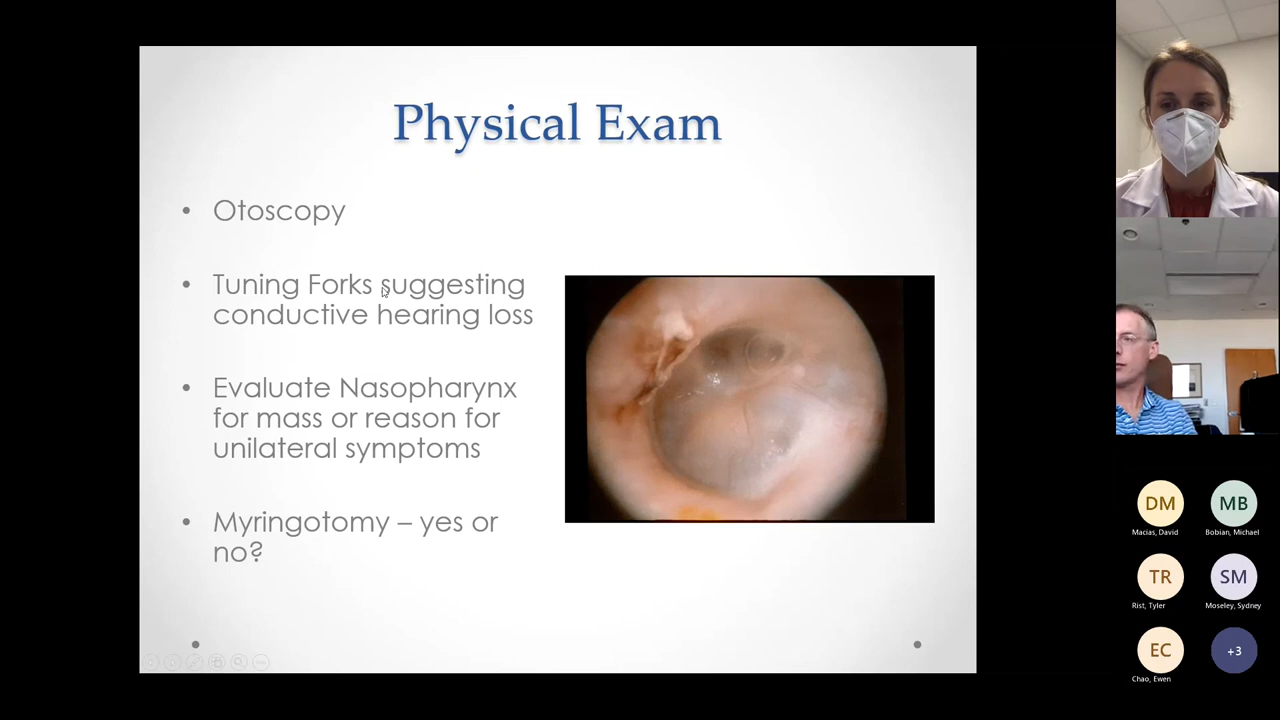 Physical Exam
• Otoscopy
• Tuning Forks suggesting
conductive hearing loss
• Evaluate Nasopharynx
for mass or reason for
unilateral symptoms
• Myringotomy – yes or
no?
DM
MB
Macias, David
Bobian, Michael
TR
SM
Rist, Tyler
Moseley, Sydney
EC
+3
Chao, Ewen